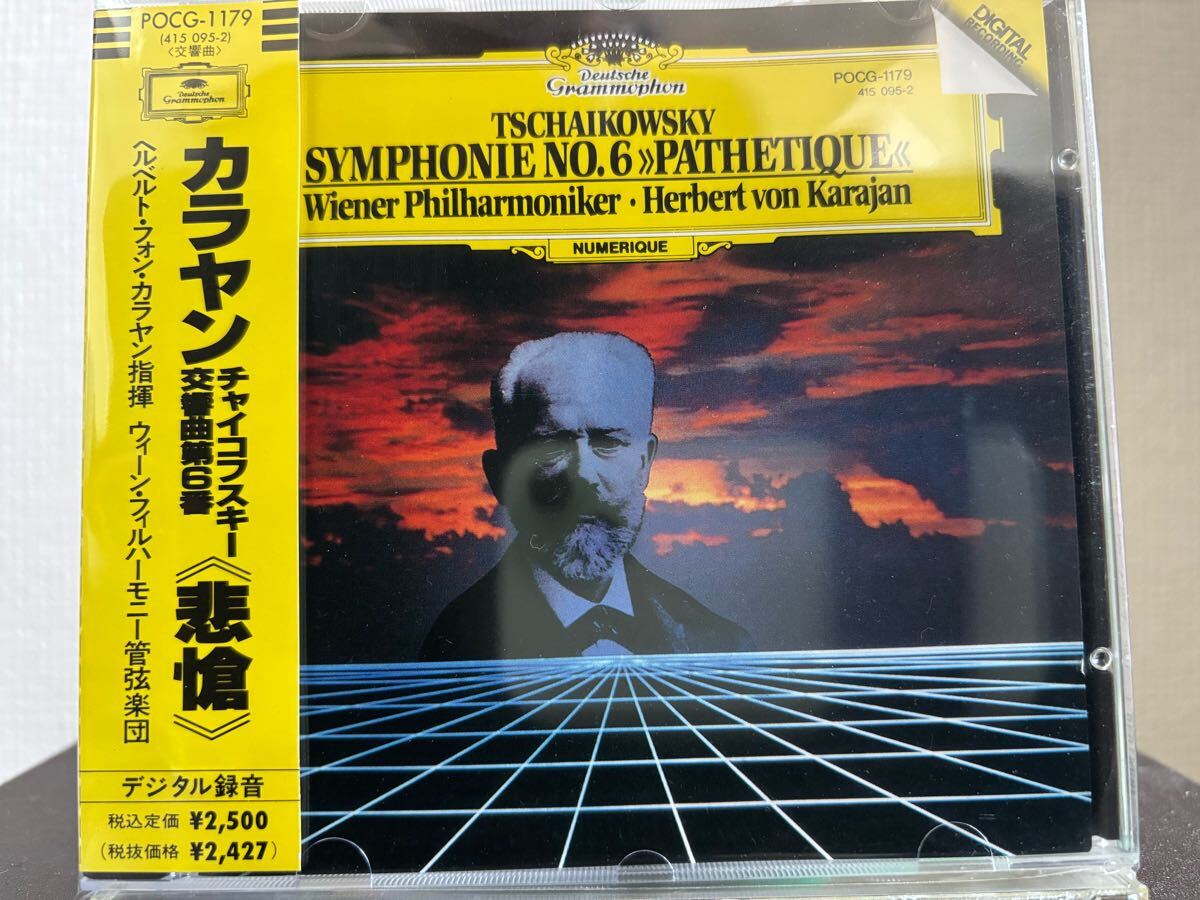 POCG-1179
(415 095-2)
〈交響曲〉
Deutsche
Grammophon
カラヤン
チャイコフスキー
交響曲第6番
《悲愴》
ヘルベルト・フォン・カラヤン指揮 ウィーン・フィルハーモニー管弦楽団
デジタル録音
税込定価 ¥2,500
(税抜価格 ¥2,427)
Deutsche
Grammophon
POCG-1179
415 095-2
DIGITAL
RECORDING
TSCHAIKOWSKY
SYMPHONIE NO. 6 »PATHETIQUE«
Wiener Philharmoniker · Herbert von Karajan
NUMERIQUE